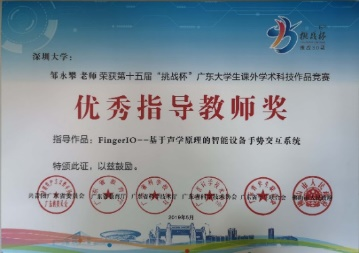 挑战杯
深圳大学：
邹永攀 老师 荣获第十五届“挑战杯”广东大学生课外学术科技作品竞赛
优秀指导教师奖
指导作品：FingerIO--基于声学原理的智能设备手势交互系统
特颁此证，以兹鼓励。
2019年5月